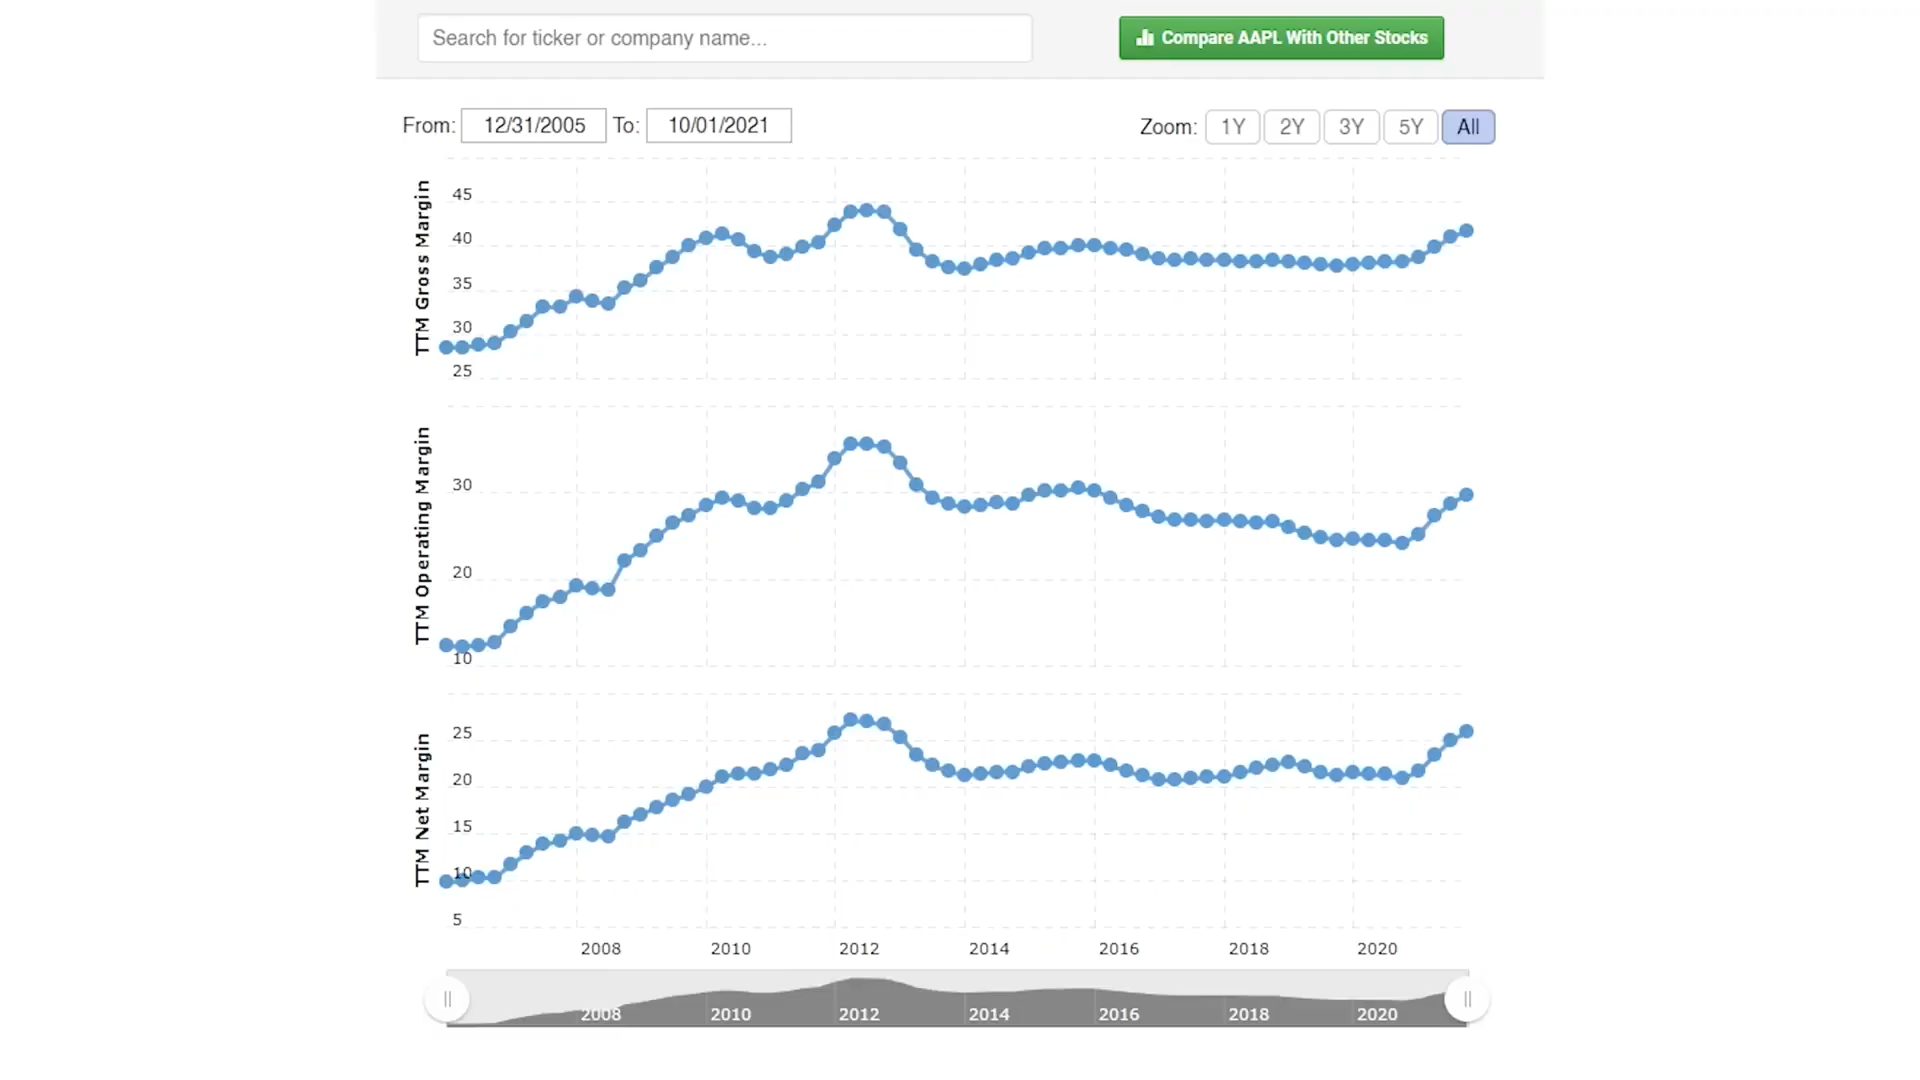 Search for ticker or company name...
Compare AAPL With Other Stocks
From: 12/31/2005 To: 10/01/2021
Zoom: 1Y 2Y 3Y 5Y All
TTM Gross Margin
45
40
35
30
25
TTM Operating Margin
30
20
10
TTM Net Margin
25
20
15
10
5
2008 2010 2012 2014 2016 2018 2020
2008 2010 2012 2014 2016 2018 2020